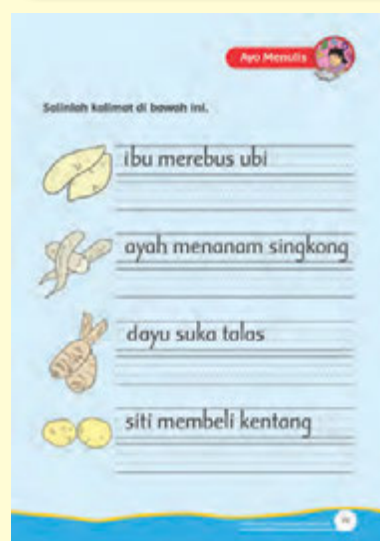 Ayo Menulis
Salinlah kalimat di bawah ini.
ibu merebus ubi
ayah menanam singkong
dayu suka talas
siti membeli kentang